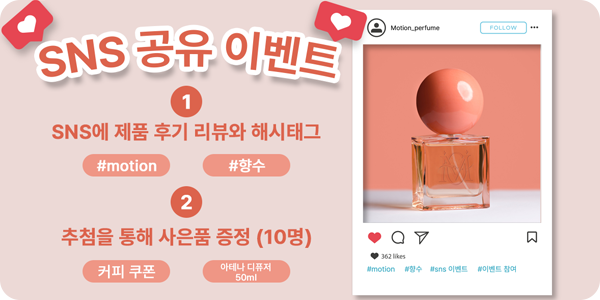 SNS 공유 이벤트
1
SNS에 제품 후기 리뷰와 해시태그
#motion #향수
2
추첨을 통해 사은품 증정 (10명)
커피 쿠폰
아테나 디퓨저
50ml
Motion_perfume
FOLLOW
362 likes
#motion #향수 #sns 이벤트 #이벤트 참여